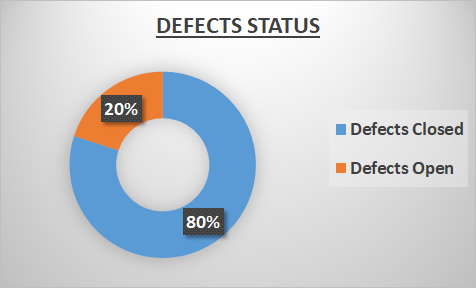 DEFECTS STATUS
20%
Defects Closed
Defects Open
80%